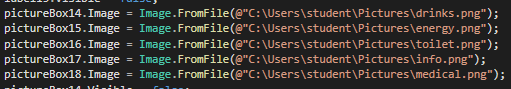 pictureBox14.Image = Image.FromFile(@"C:\Users\student\Pictures\drinks.png");
pictureBox15.Image = Image.FromFile(@"C:\Users\student\Pictures\energy.png");
pictureBox16.Image = Image.FromFile(@"C:\Users\student\Pictures\toilet.png");
pictureBox17.Image = Image.FromFile(@"C:\Users\student\Pictures\info.png");
pictureBox18.Image = Image.FromFile(@"C:\Users\student\Pictures\medical.png");